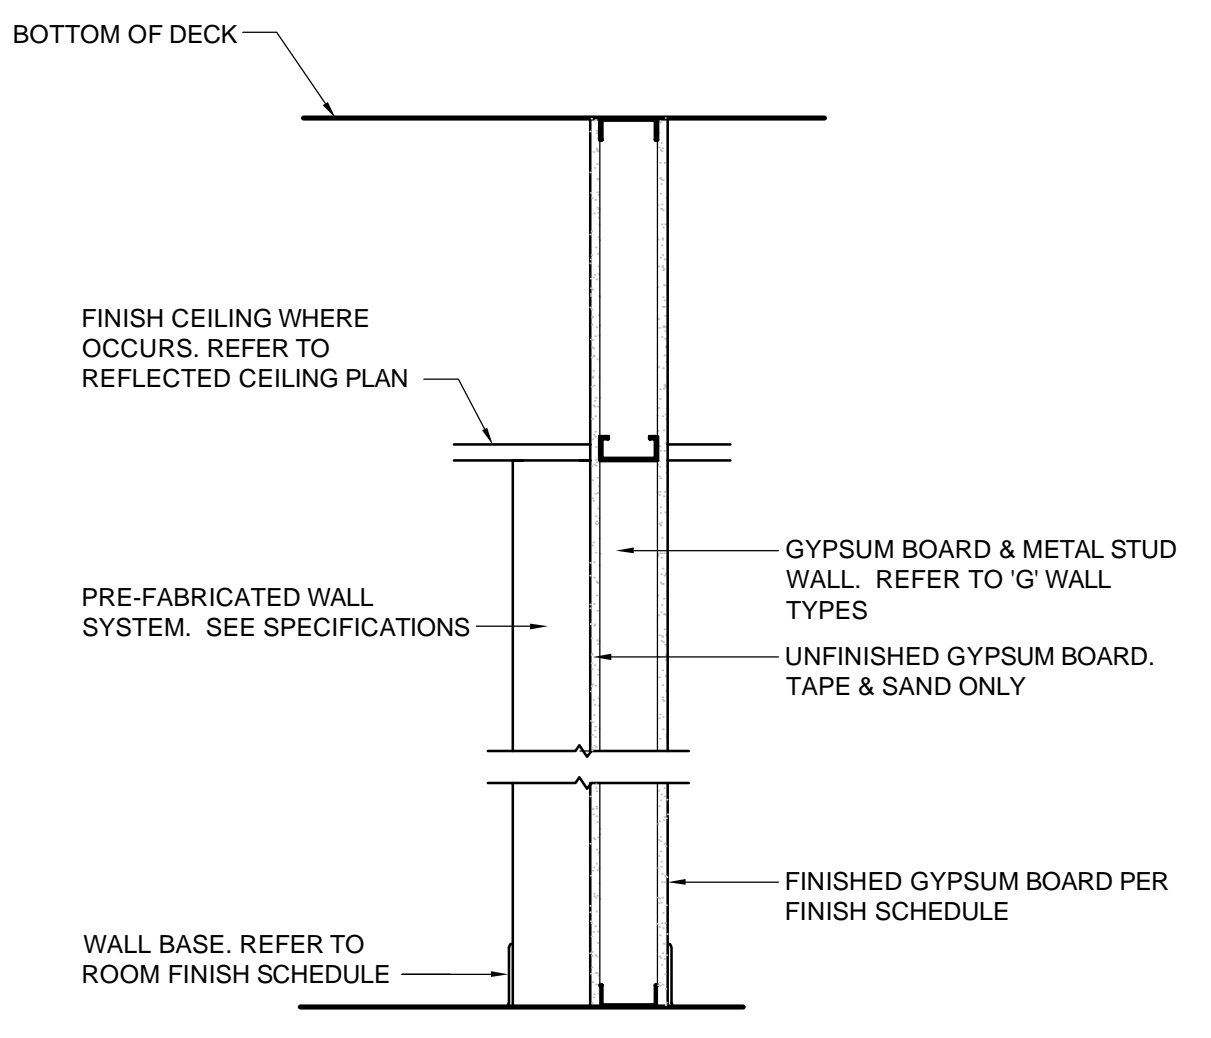 BOTTOM OF DECK
FINISH CEILING WHERE
OCCURS. REFER TO
REFLECTED CEILING PLAN
GYPSUM BOARD & METAL STUD
WALL. REFER TO 'G' WALL
TYPES
PRE-FABRICATED WALL
SYSTEM. SEE SPECIFICATIONS
UNFINISHED GYPSUM BOARD.
TAPE & SAND ONLY
FINISHED GYPSUM BOARD PER
FINISH SCHEDULE
WALL BASE. REFER TO
ROOM FINISH SCHEDULE